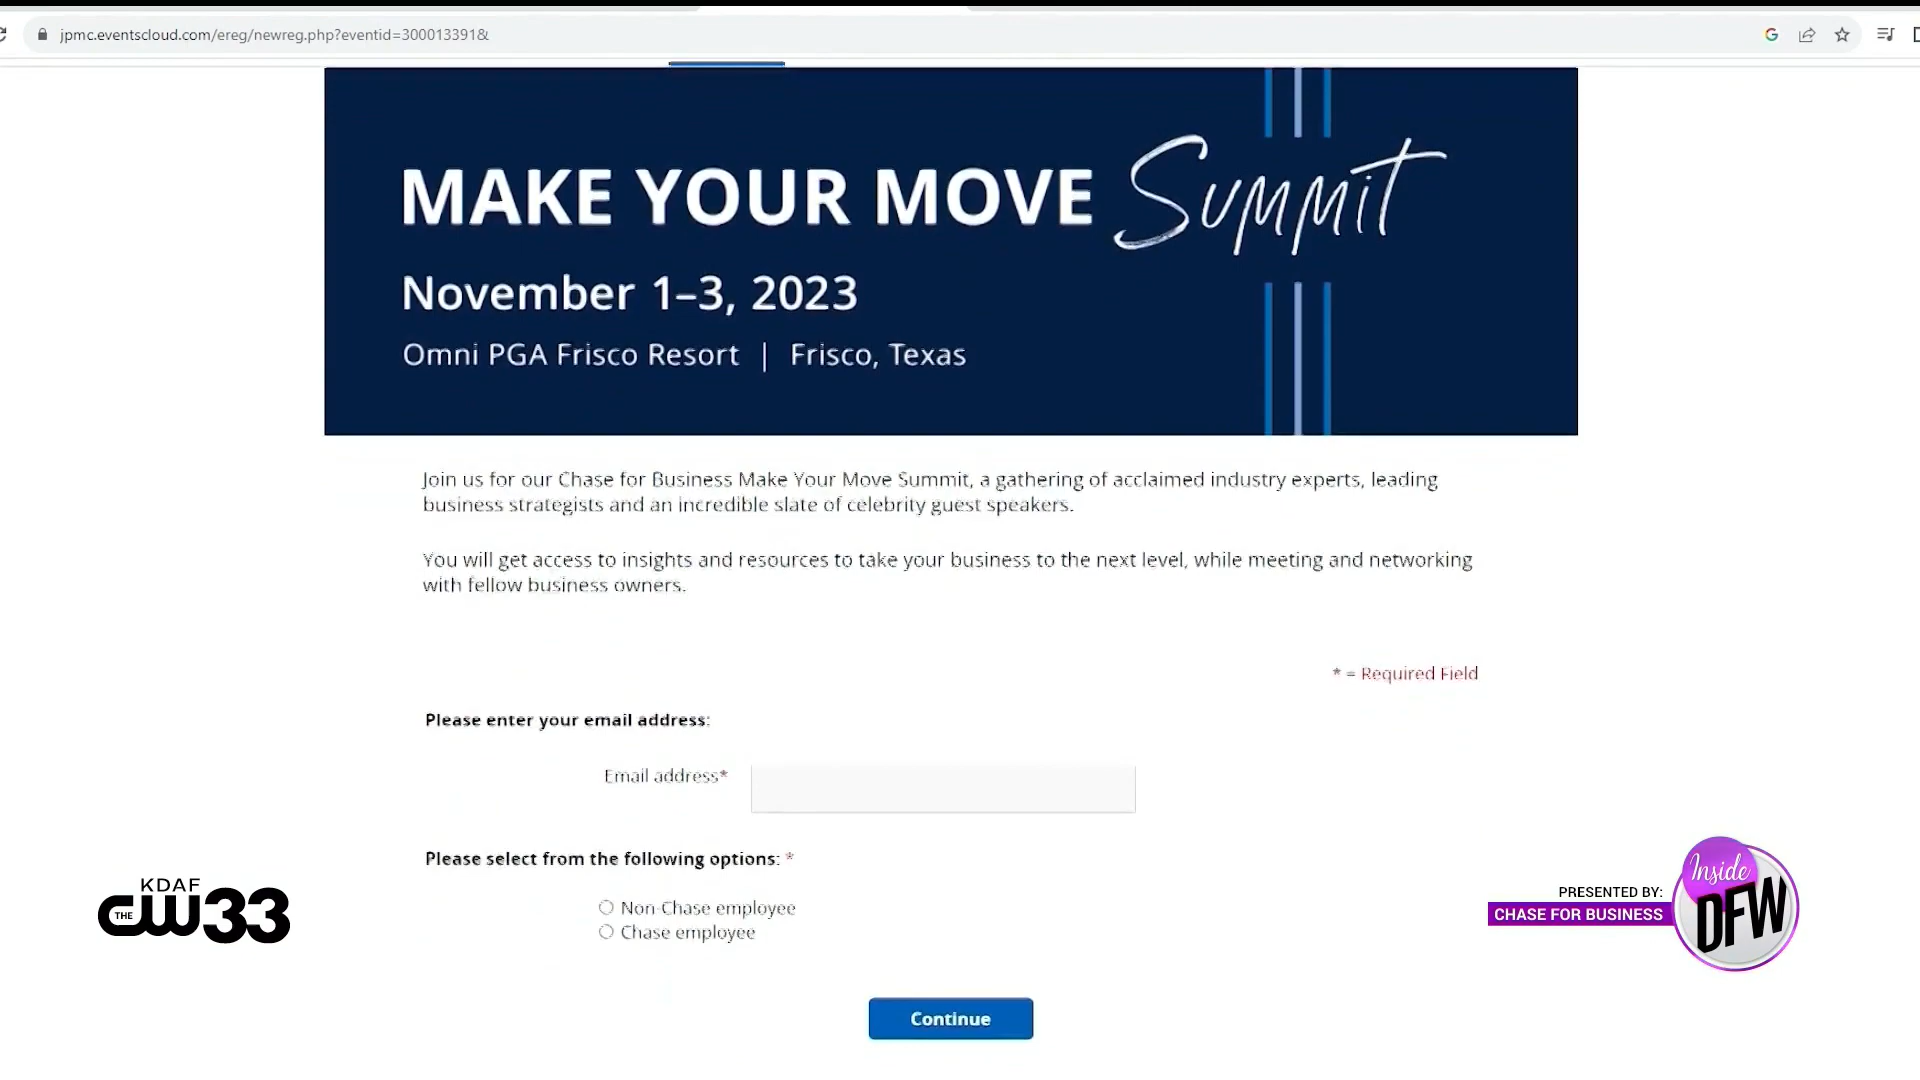 jpmc.eventscloud.com/ereg/newreg.php?eventid=300013391&
MAKE YOUR MOVE Summit
November 1–3, 2023
Omni PGA Frisco Resort | Frisco, Texas
Join us for our Chase for Business Make Your Move Summit, a gathering of acclaimed industry experts, leading
business strategists and an incredible slate of celebrity guest speakers.
You will get access to insights and resources to take your business to the next level, while meeting and networking
with fellow business owners.
* = Required Field
Please enter your email address:
Email address*
Please select from the following options: *
Non-Chase employee
Chase employee
Continue
KDAF
THE CW33
PRESENTED BY:
CHASE FOR BUSINESS
Inside
DFW